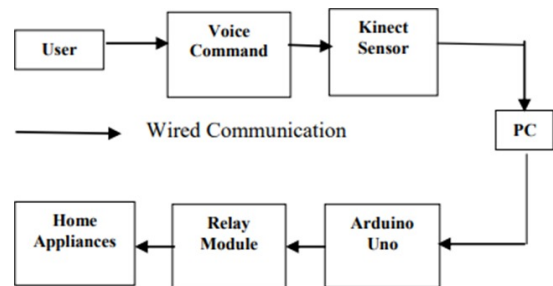 User
Voice
Command
Kinect
Sensor
Wired Communication
PC
Home
Appliances
Relay
Module
Arduino
Uno